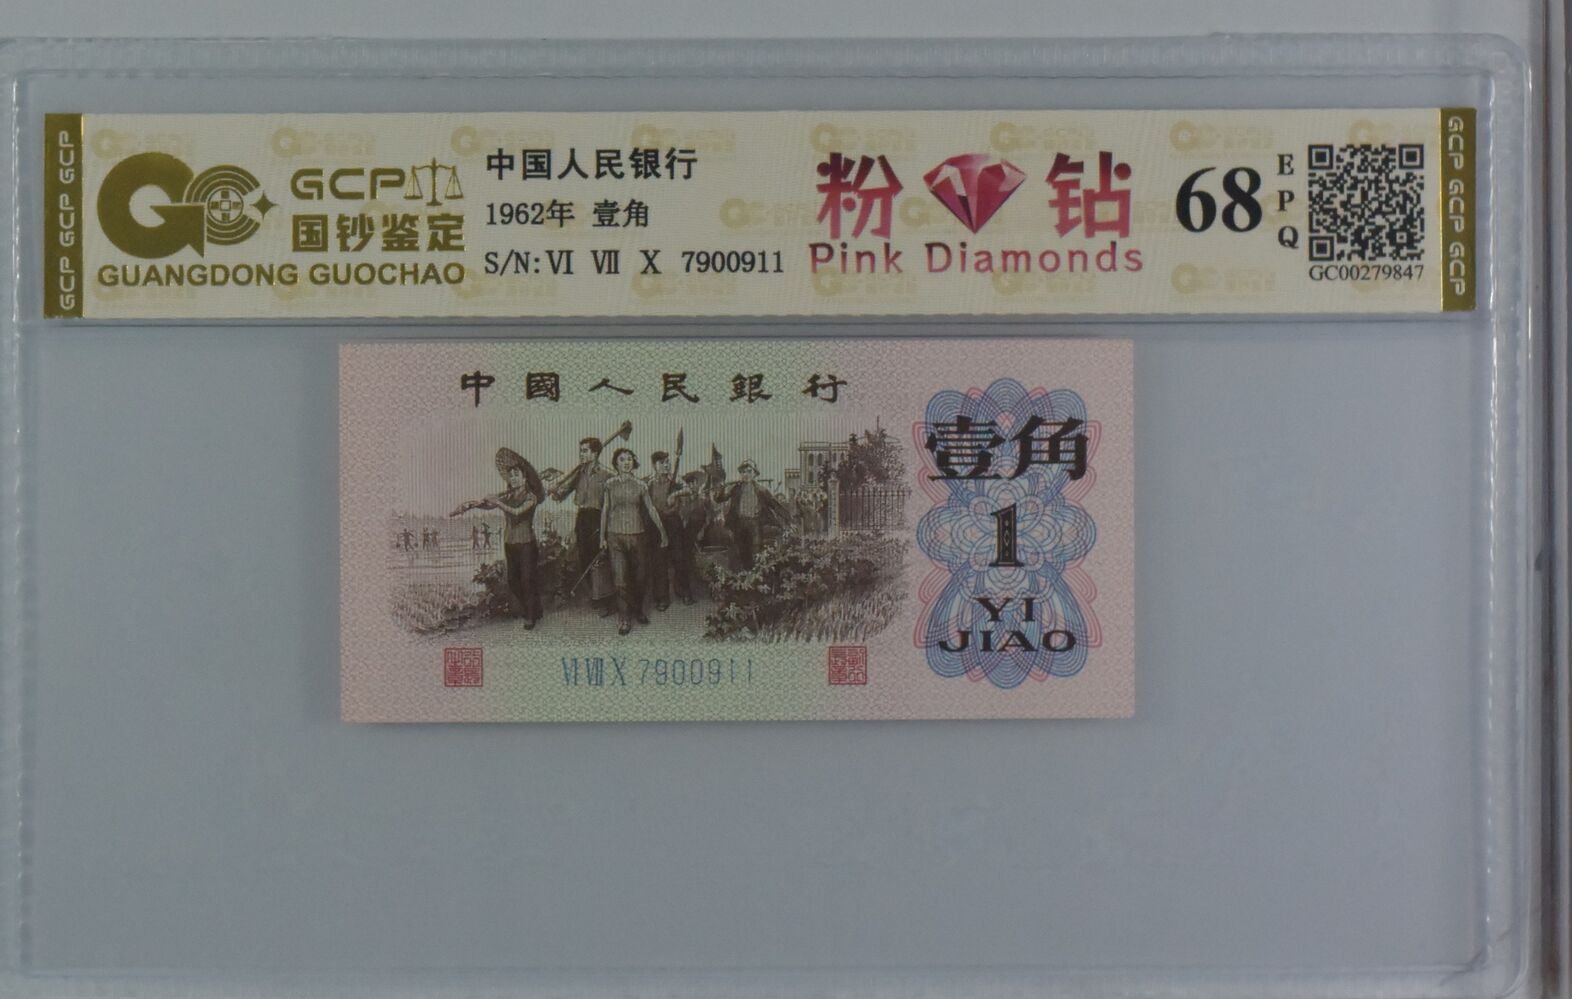 GCP GCP GCP
GCP
国钞鉴定
GUANGDONG GUOCHAO
中国人民银行
1962年 壹角
S/N: VI VII X 7900911
粉 钻
Pink Diamonds
68
EPQ
GC00279847
GCP GCP GCP
中國人民銀行
壹角
1
YI
JIAO
VI VIII X 7900911